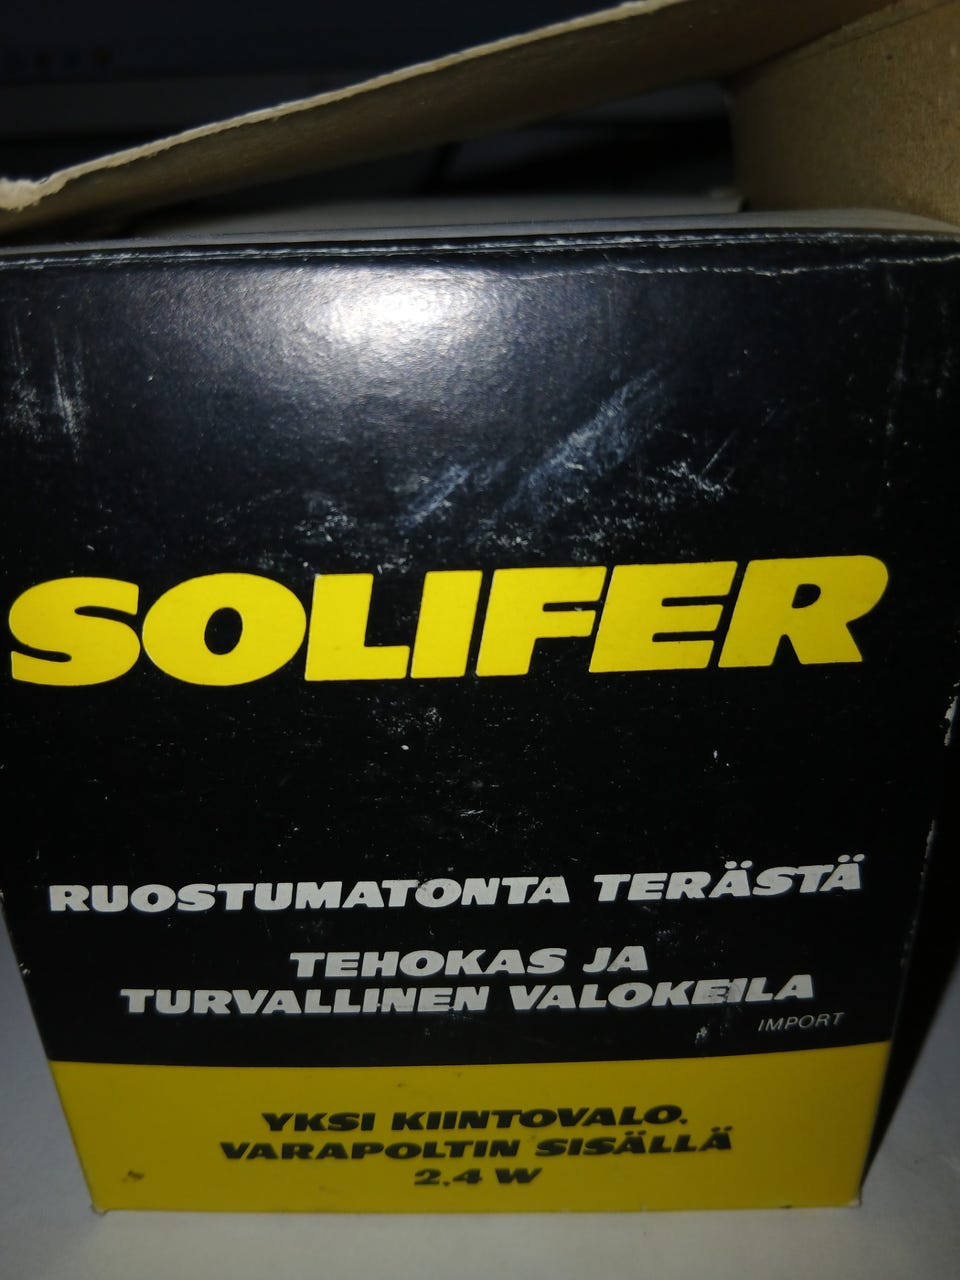 SOLIFER
RUOSTUMATONTA TERÄSTÄ
TEHOKAS JA
TURVALLINEN VALOKEILA
IMPORT
YKSI KIINTOVALO.
VARAPOLTIN SISÄLLÄ
2,4 W